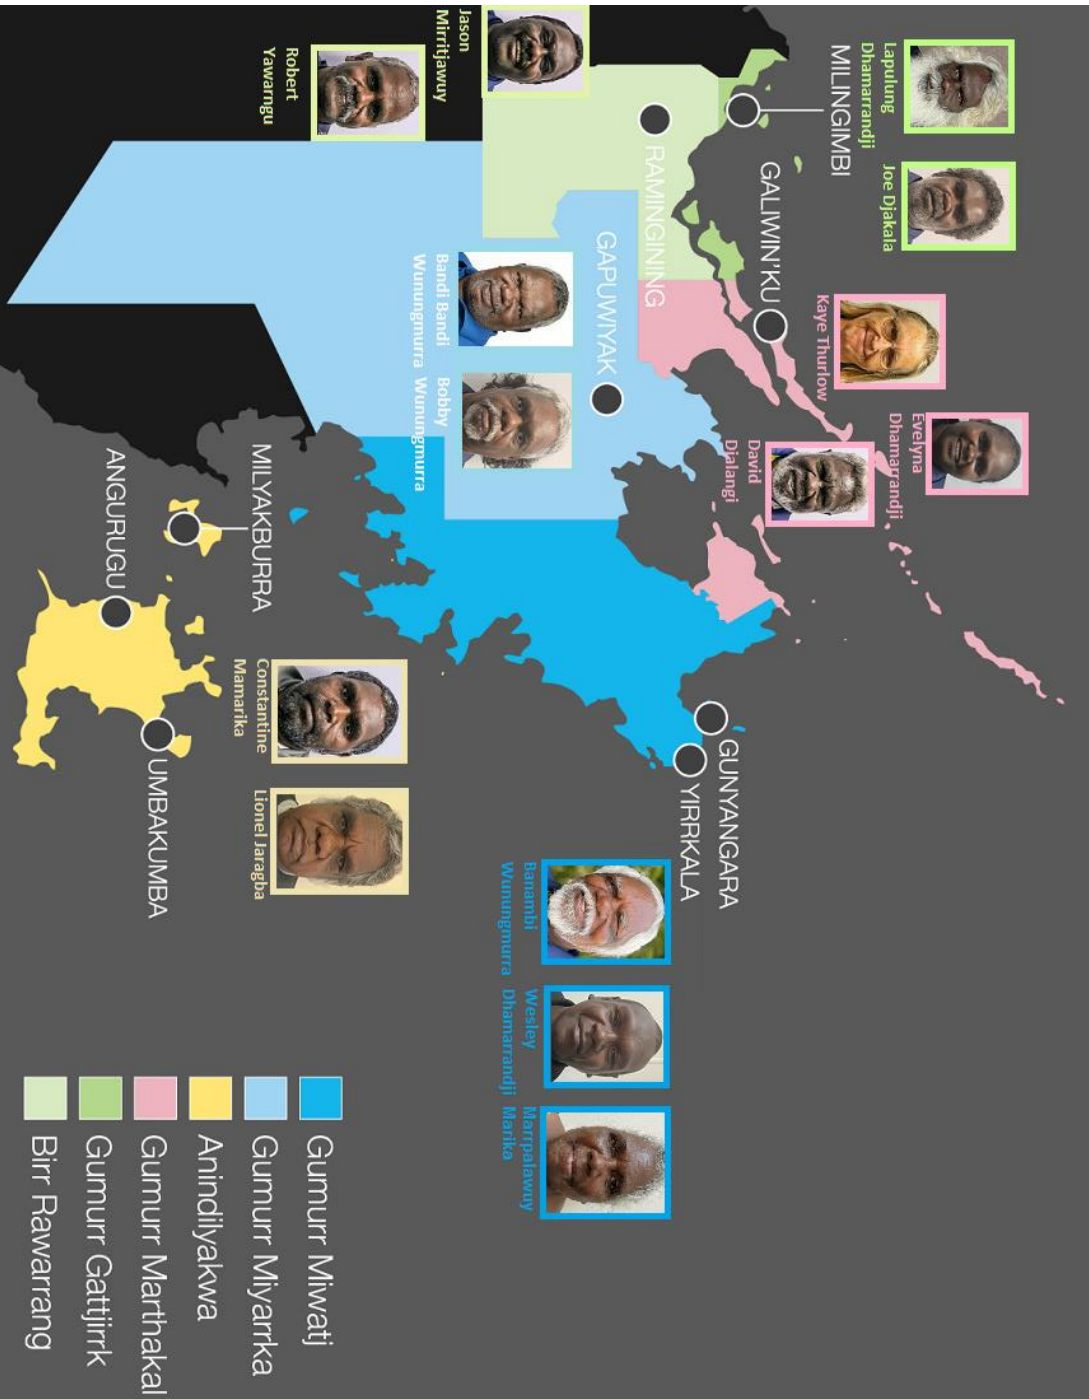 Lapulung
Dhamarrandji
Joe Djakala
MILINGIMBI
GALIWIN'KU
Kaye Thurlow
Evelyna
Dhamarrandji
David
Djalangi
Jason
Mirritjawuy
RAMINGINING
Robert
Yawarngu
GAPUWIYAK
Bandi Bandi
Wunungmurra
Bobby
Wunungmurra
GUNYANGARA
YIRRKALA
Banambi
Wunungmurra
Wesley
Dhamarrandji
Marrpalawuy
Marika
MILYAKBURRA
ANGURUGU
Constantine
Mamarika
Lionel Jaragba
UMBAKUMBA
Gumurr Miwatj
Gumurr Miyarrka
Anindilyakwa
Gumurr Marthakal
Gumurr Gattjirrk
Birr Rawarrang